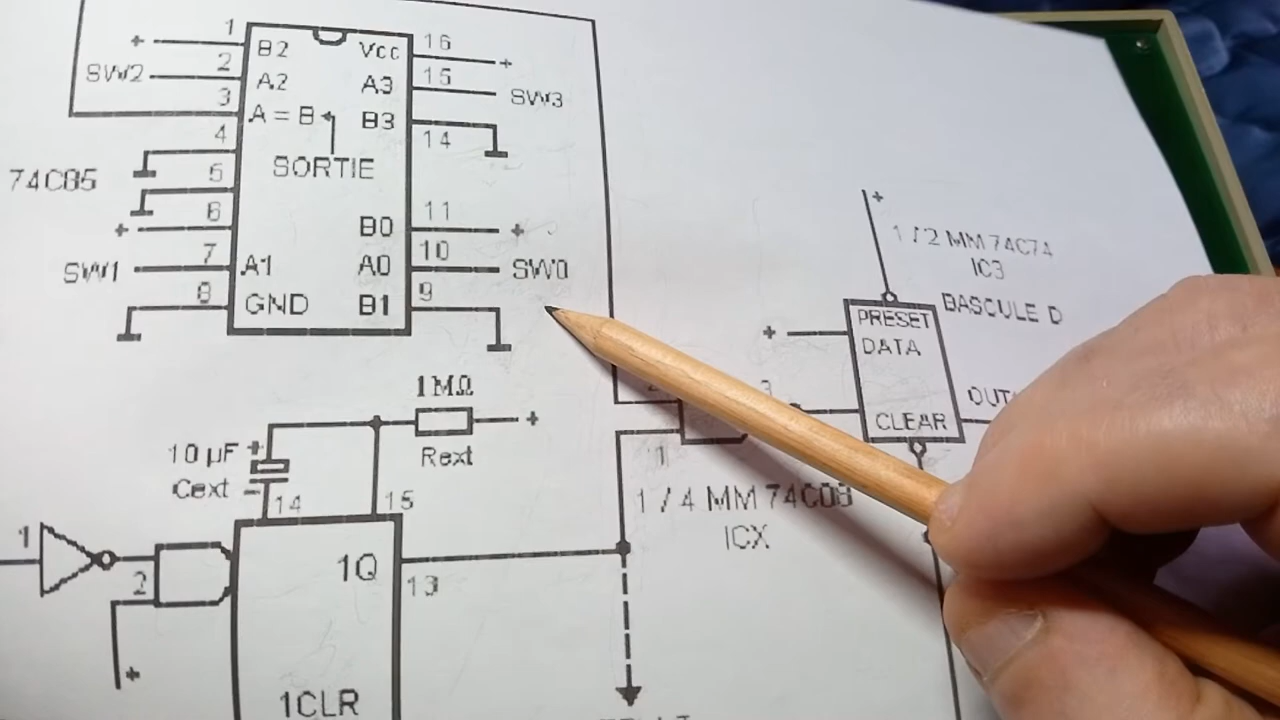 1
+
B2
Vcc
16
+
SW2
2
A2
A3
15
SW3
3
A = B
B3
14
4
SORTIE
74C85
5
6
+
B0
11
+
7
SW1
A1
A0
10
SW0
8
GND
B1
9
+
1/2 MM 74C74
IC3
BASCULE D
+
PRESET
DATA
CLEAR
3
1
1/4 MM 74C08
ICX
1MΩ
+
Rext
10 µF
+
Cext
-
14
15
1
2
+
1Q
13
1CLR